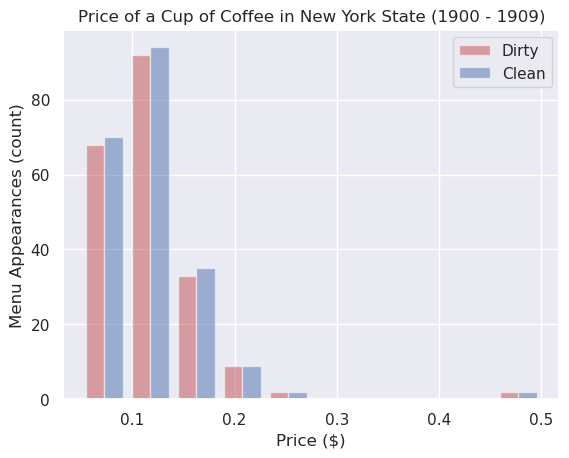 Price of a Cup of Coffee in New York State (1900 - 1909)
Dirty
Clean
Menu Appearances (count)
80
60
40
20
0
0.1 0.2 0.3 0.4 0.5
Price ($)